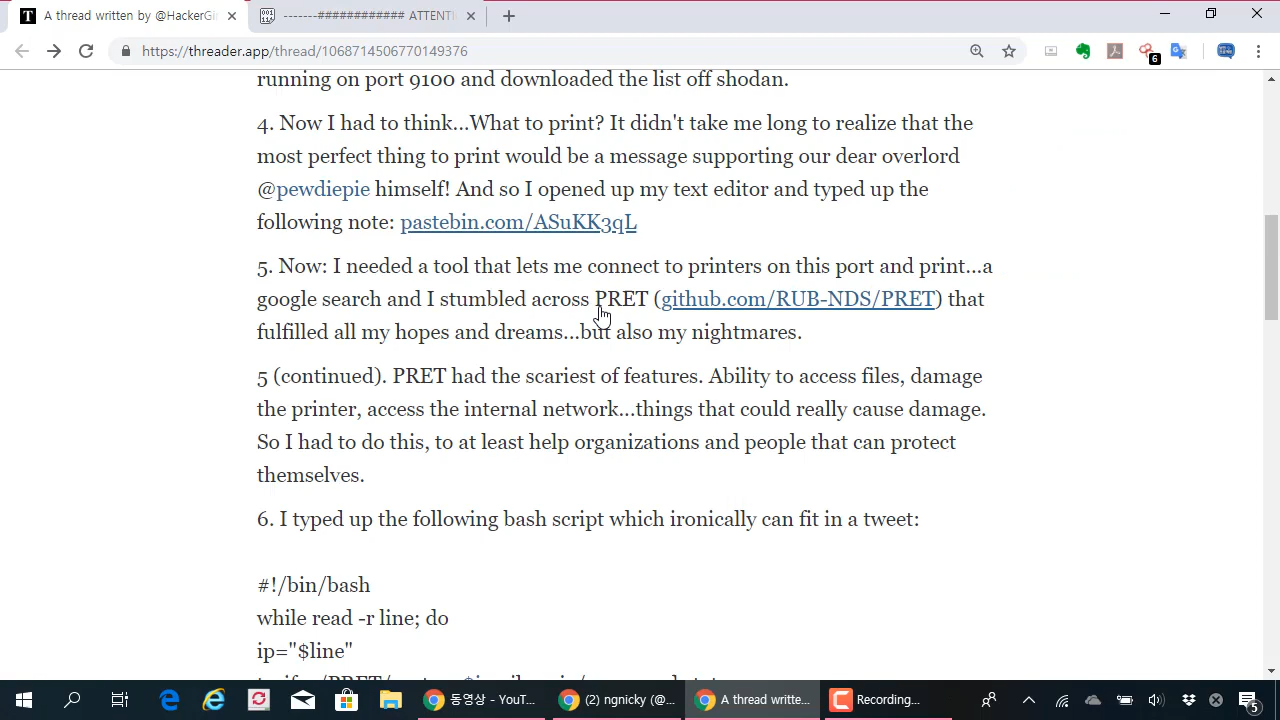 A thread written by @HackerGir
-------############ ATTENTI
https://threader.app/thread/1068714506770149376
6
running on port 9100 and downloaded the list off shodan.
4. Now I had to think...What to print? It didn't take me long to realize that the
most perfect thing to print would be a message supporting our dear overlord
@pewdiepie himself! And so I opened up my text editor and typed up the
following note: pastebin.com/ASuKK3qL
5. Now: I needed a tool that lets me connect to printers on this port and print...a
google search and I stumbled across PRET (github.com/RUB-NDS/PRET) that
fulfilled all my hopes and dreams...but also my nightmares.
5 (continued). PRET had the scariest of features. Ability to access files, damage
the printer, access the internal network...things that could really cause damage.
So I had to do this, to at least help organizations and people that can protect
themselves.
6. I typed up the following bash script which ironically can fit in a tweet:
#!/bin/bash
while read -r line; do
ip="$line"
동영상 - YouT...
(2) ngnicky (@...
A thread writte...
Recording...
5